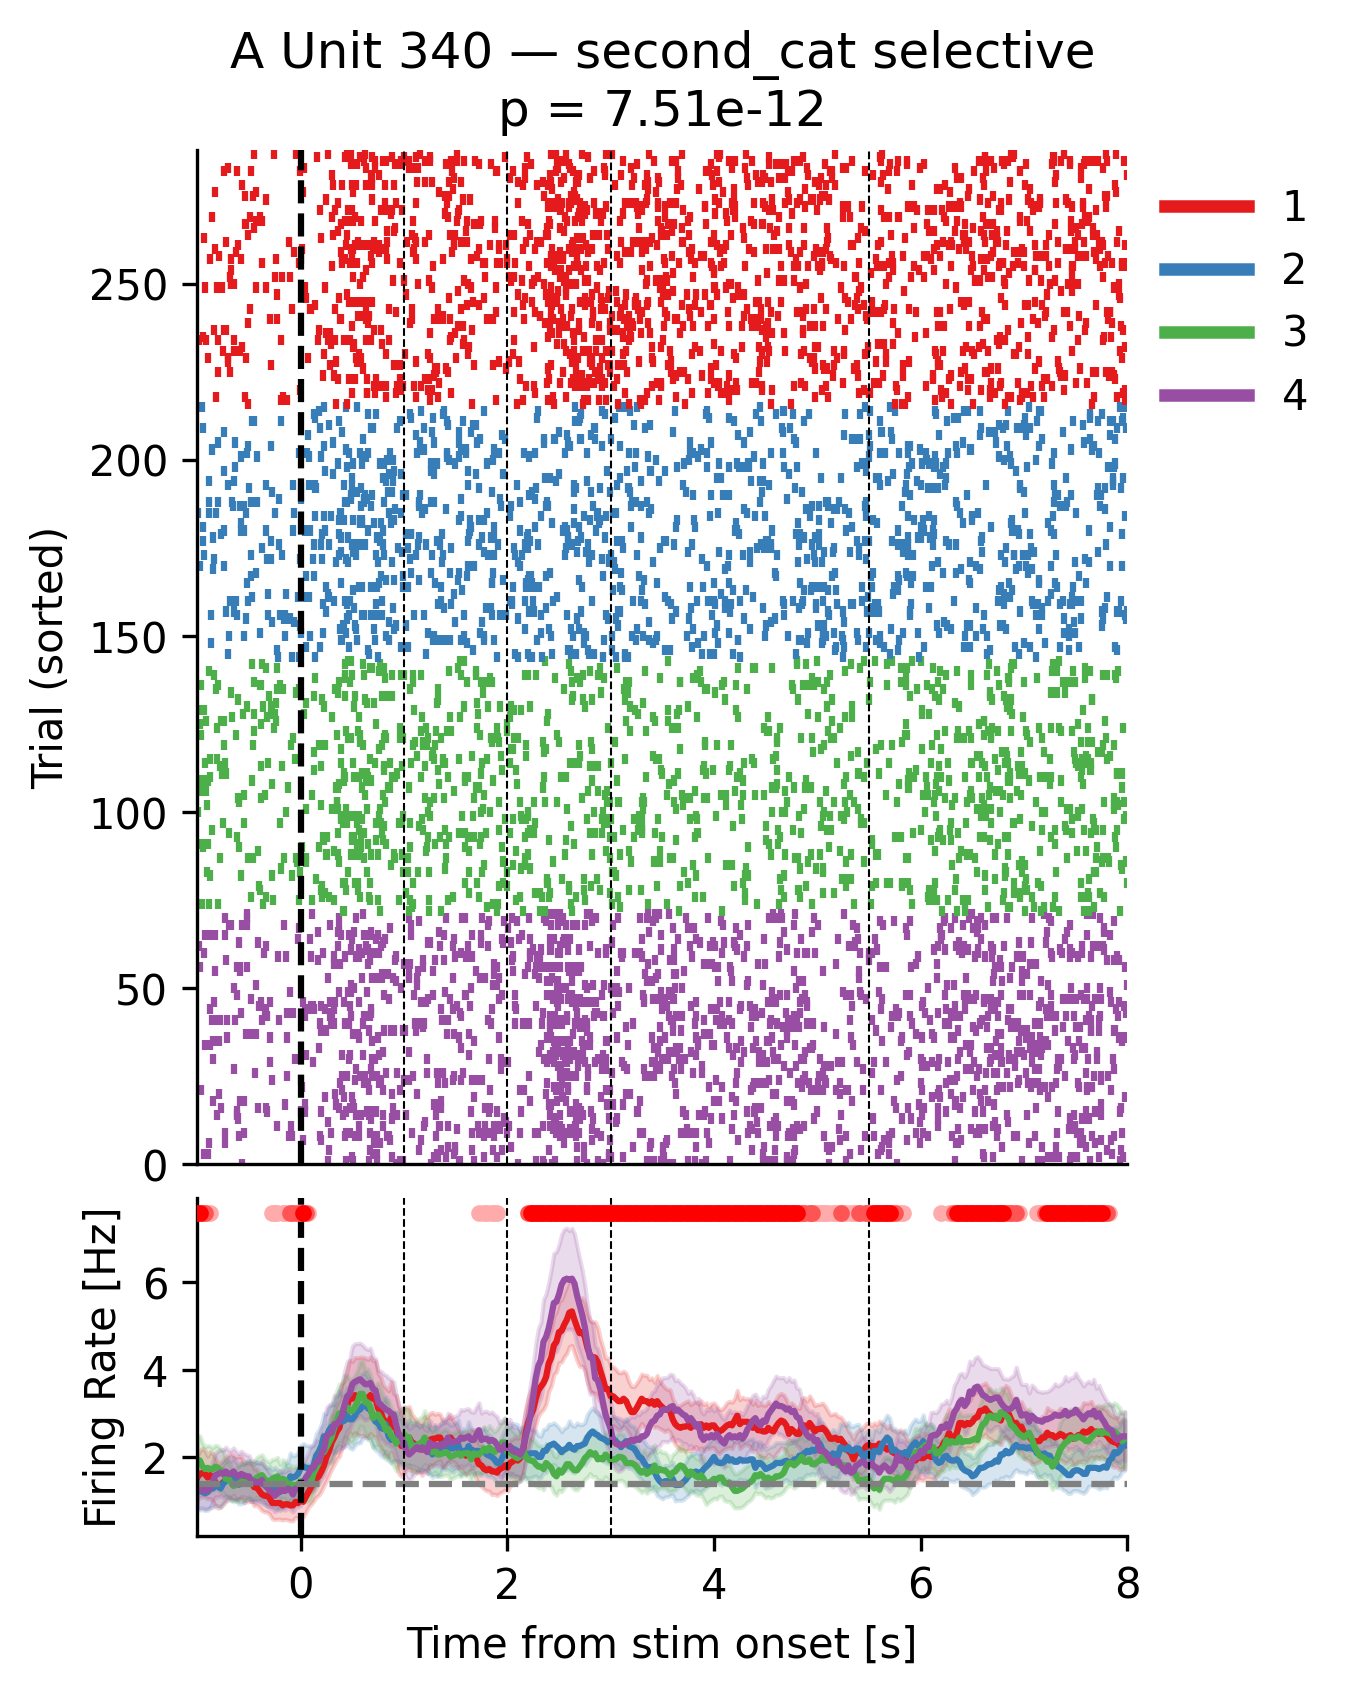 A Unit 340 — second_cat selective
p = 7.51e-12
1
2
3
4
Trial (sorted)
250
200
150
100
50
0
Firing Rate [Hz]
6
4
2
0 2 4 6 8
Time from stim onset [s]